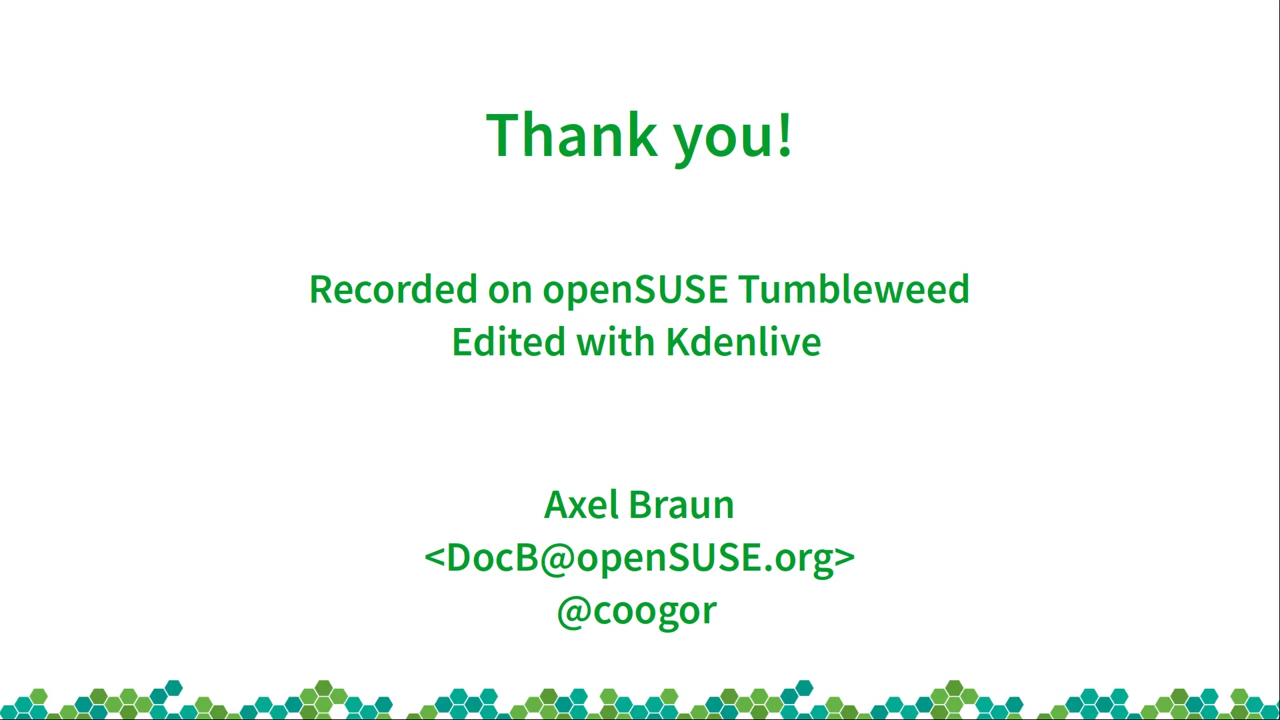 Thank you!
Recorded on openSUSE Tumbleweed
Edited with Kdenlive
Axel Braun
<DocB@openSUSE.org>
@coogor